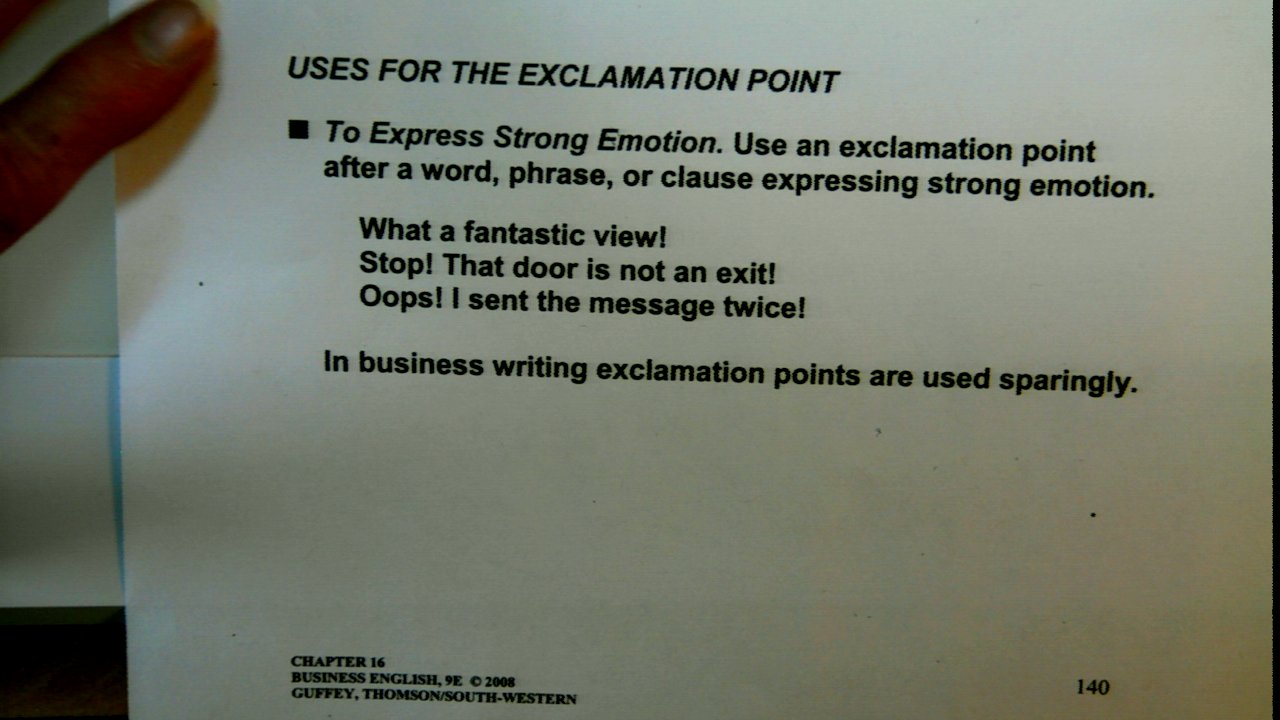 USES FOR THE EXCLAMATION POINT
■ To Express Strong Emotion. Use an exclamation point
after a word, phrase, or clause expressing strong emotion.
What a fantastic view!
Stop! That door is not an exit!
Oops! I sent the message twice!
In business writing exclamation points are used sparingly.
CHAPTER 16
BUSINESS ENGLISH, 9E © 2008
GUFFEY, THOMSON/SOUTH-WESTERN
140